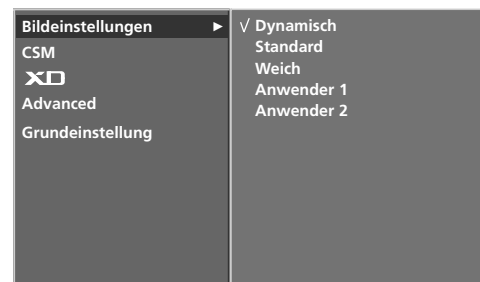 Bildeinstellungen ►
CSM
XD
Advanced
Grundeinstellung
√ Dynamisch
Standard
Weich
Anwender 1
Anwender 2